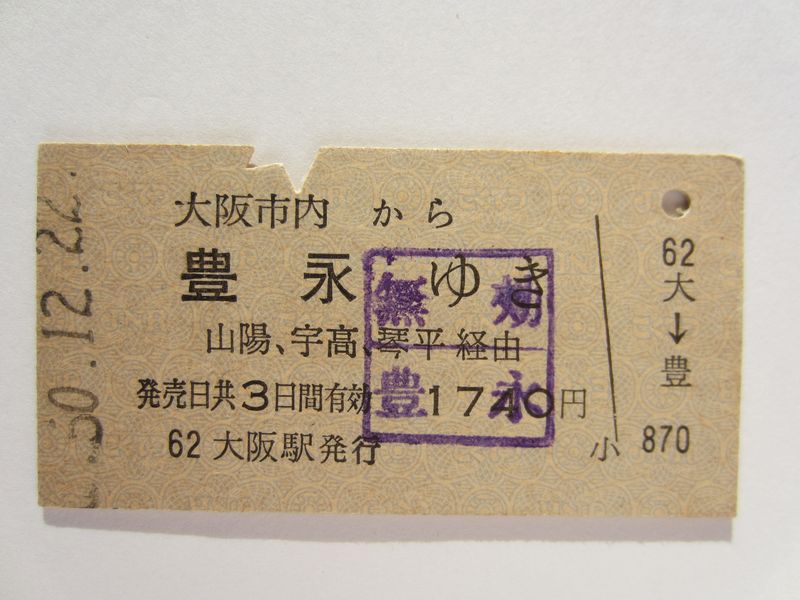 大阪市内 から
豊永ゆき
山陽、宇高、琴平経由
発売日共3日間有効 1740円
62 大阪駅発行
小
62
大
↓
豊
870
無効
豊永
50.12.22.